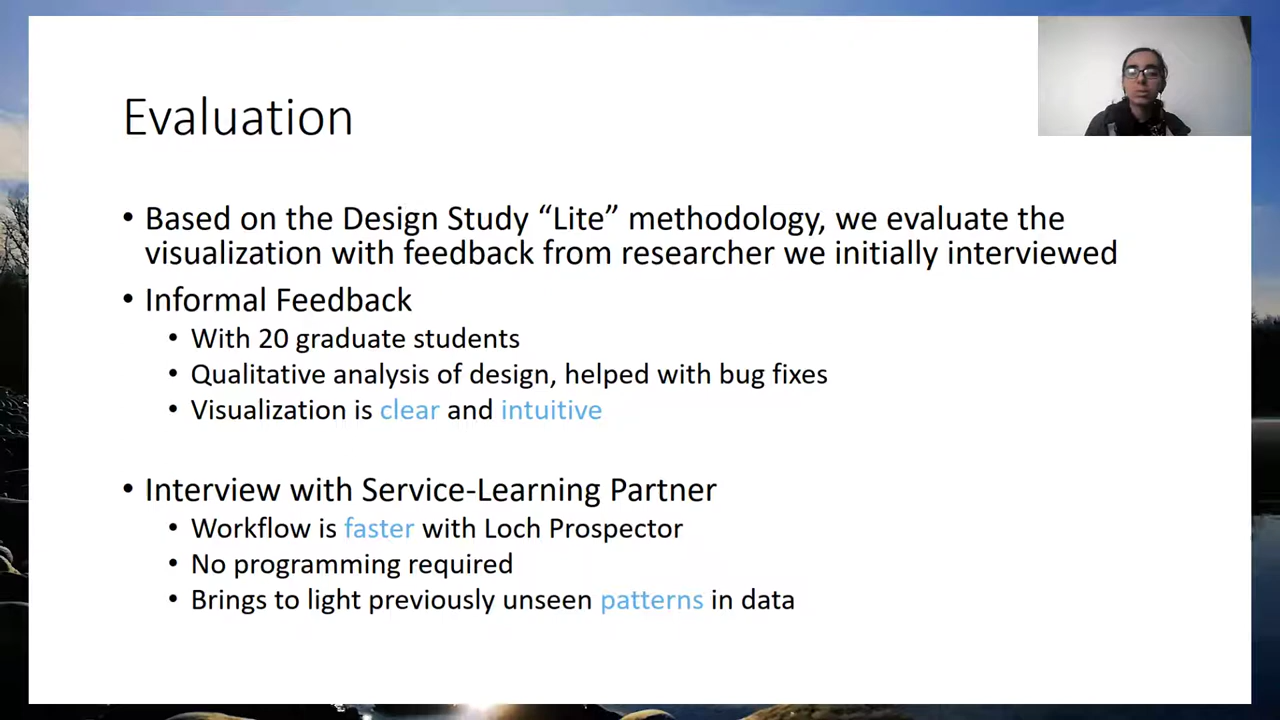 Evaluation
• Based on the Design Study “Lite” methodology, we evaluate the
visualization with feedback from researcher we initially interviewed
• Informal Feedback
• With 20 graduate students
• Qualitative analysis of design, helped with bug fixes
• Visualization is clear and intuitive
• Interview with Service-Learning Partner
• Workflow is faster with Loch Prospector
• No programming required
• Brings to light previously unseen patterns in data